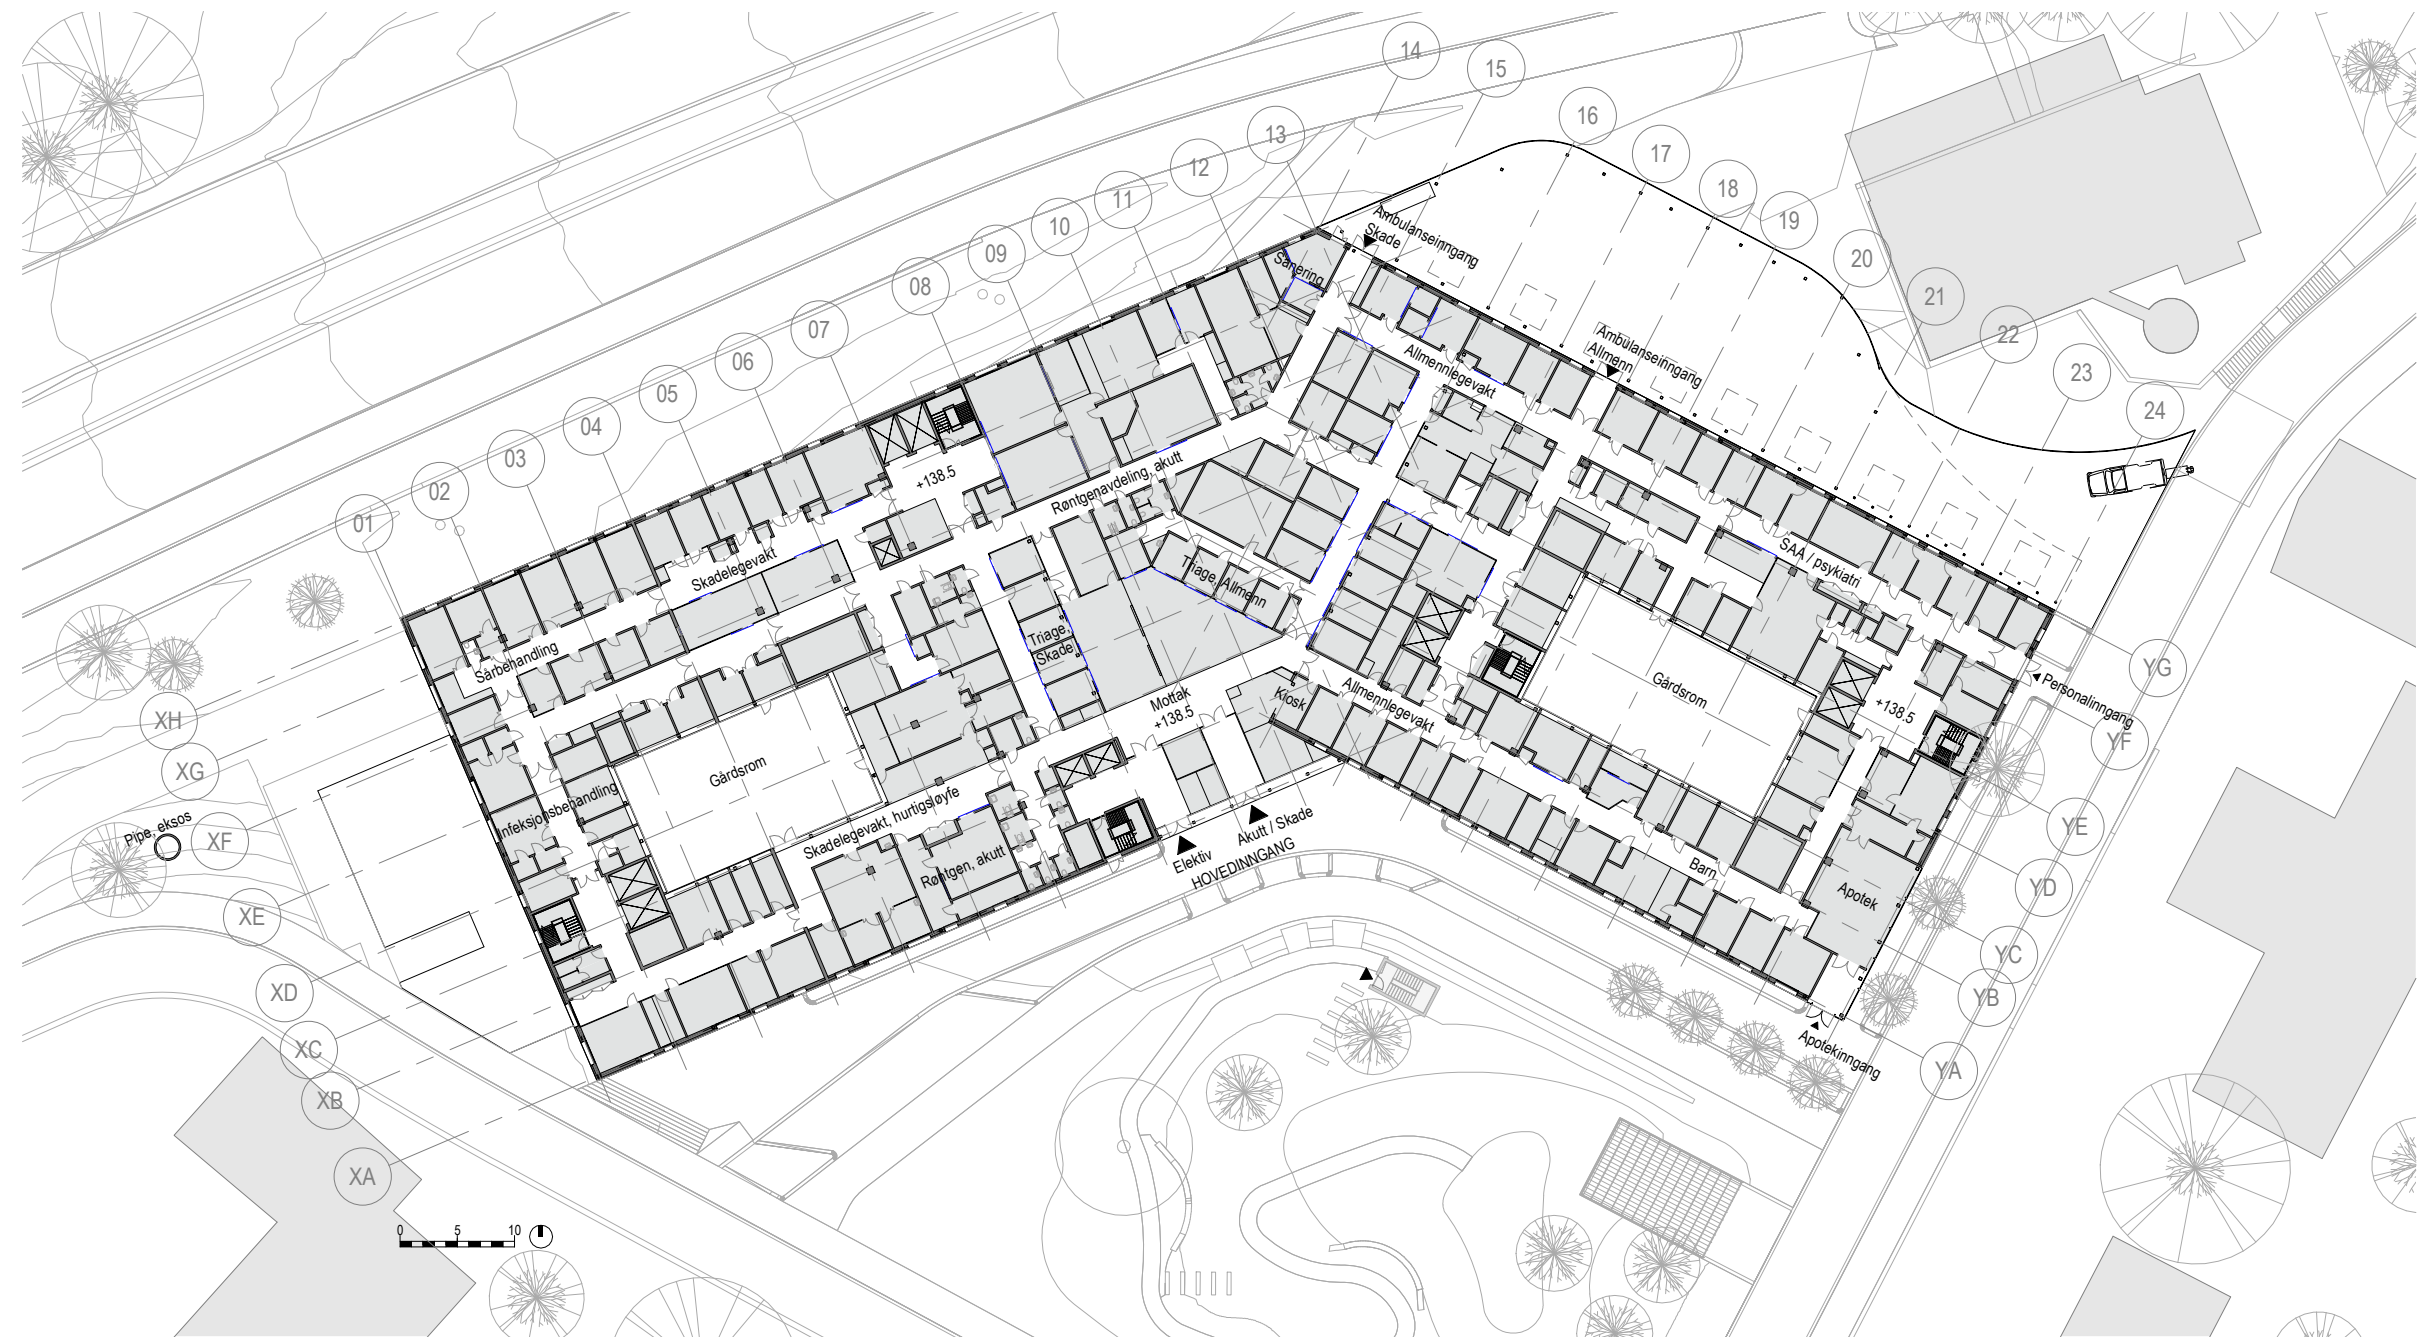 14
15
16
17
18
19
20
21
22
23
24
13
12
11
10
09
08
07
06
05
04
03
02
01
Ambulanseinngang
Skade
Sanering
Ambulanseinngang
Allmenn
Allmennlegevakt
+138.5
Røntgenavdeling, akutt
Skadelegevakt
SAA / psykiatri
Triage, Allmenn
Triage,
Skade
Sårbehandling
Mottak
+138.5
Kiosk
Allmennlegevakt
Gårdsrom
+138.5
Personalinngang
Gårdsrom
Infeksjonsbehandling
Skadelegevakt, hurtigsløyfe
Røntgen, akutt
Elektiv
Akutt / Skade
HOVEDINNGANG
Barn
Apotek
Apotekinngang
Pipe, eksos
XH
XG
XF
XE
XD
XC
XB
XA
YG
YF
YE
YD
YC
YB
YA
0 5 10